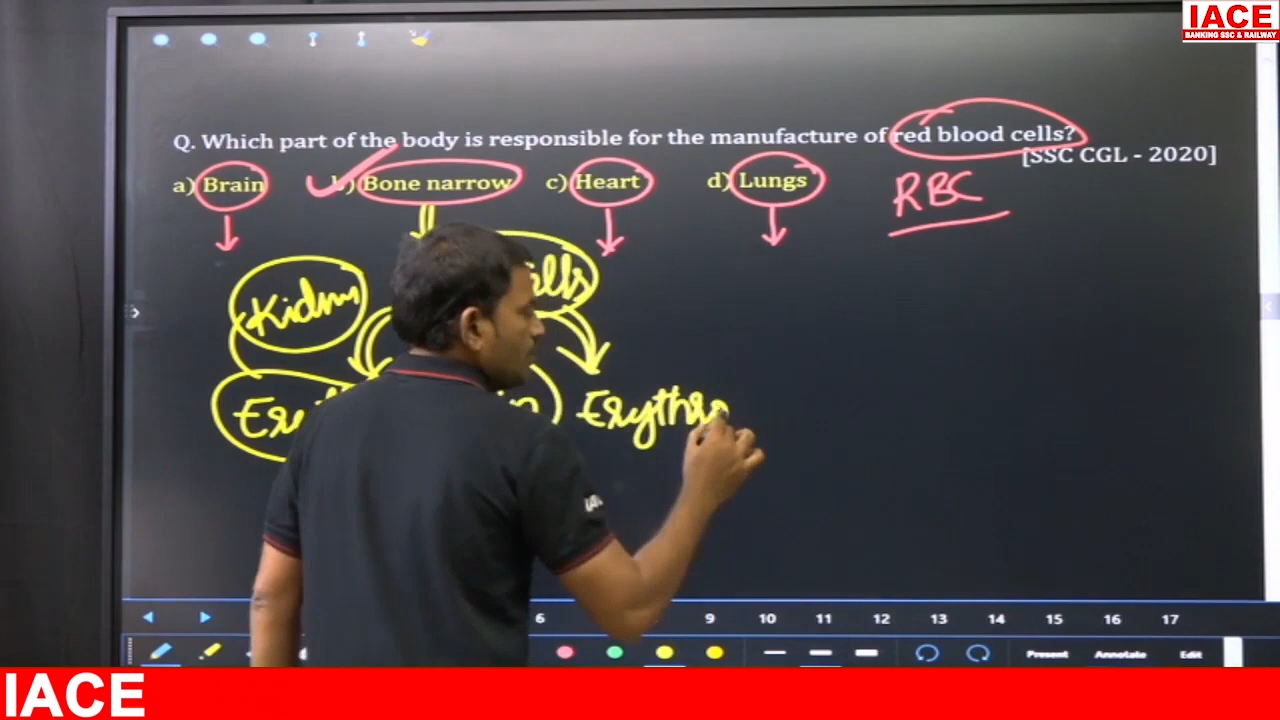 IACE
BANKING SSC & RAILWAY
Q. Which part of the body is responsible for the manufacture of red blood cells?
[SSC CGL - 2020]
a) Brain b) Bone narrow c) Heart d) Lungs
RBC
Kidny
Erythro
6 9 10 11 12 13 14 15 16 17
Present Annotate Edit
IACE